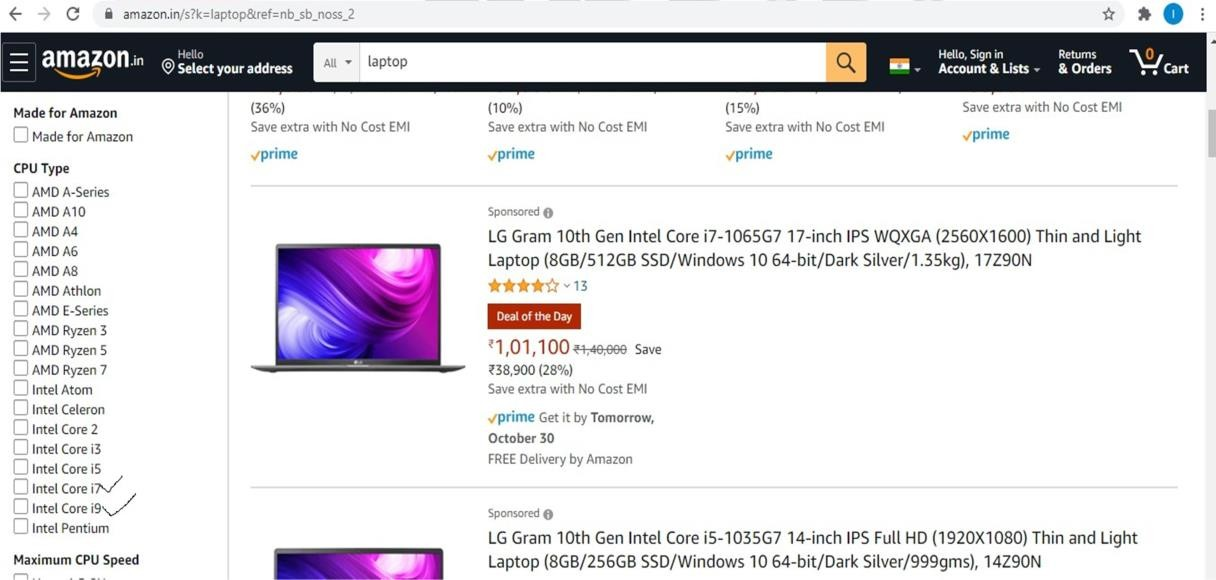 amazon.in/s?k=laptop&ref=nb_sb_noss_2
I
amazon.in
Hello
Select your address
All
laptop
Hello, Sign in
Account & Lists
Returns
& Orders
0
Cart
Made for Amazon
Made for Amazon
CPU Type
AMD A-Series
AMD A10
AMD A4
AMD A6
AMD A8
AMD Athlon
AMD E-Series
AMD Ryzen 3
AMD Ryzen 5
AMD Ryzen 7
Intel Atom
Intel Celeron
Intel Core 2
Intel Core i3
Intel Core i5
Intel Core i7
Intel Core i9
Intel Pentium
Maximum CPU Speed
(36%)
Save extra with No Cost EMI
prime
(10%)
Save extra with No Cost EMI
prime
(15%)
Save extra with No Cost EMI
prime
Save extra with No Cost EMI
prime
Sponsored
LG Gram 10th Gen Intel Core i7-1065G7 17-inch IPS WQXGA (2560X1600) Thin and Light
Laptop (8GB/512GB SSD/Windows 10 64-bit/Dark Silver/1.35kg), 17Z90N
13
Deal of the Day
₹1,01,100 ₹1,40,000 Save
₹38,900 (28%)
Save extra with No Cost EMI
prime Get it by Tomorrow,
October 30
FREE Delivery by Amazon
Sponsored
LG Gram 10th Gen Intel Core i5-1035G7 14-inch IPS Full HD (1920X1080) Thin and Light
Laptop (8GB/256GB SSD/Windows 10 64-bit/Dark Silver/999gms), 14Z90N